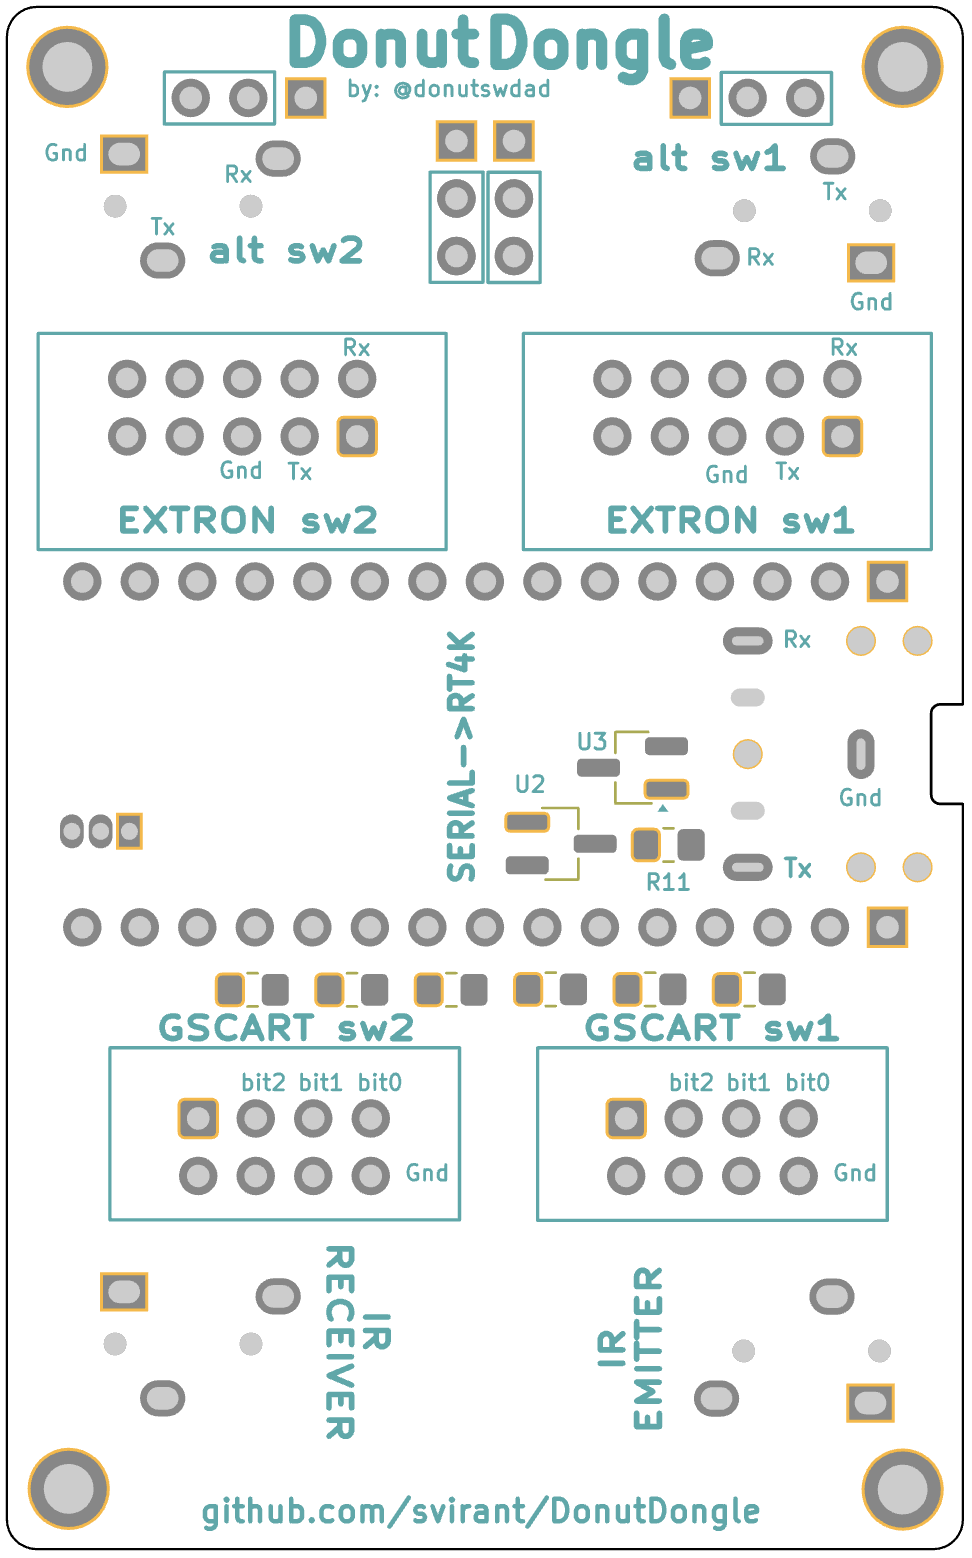 DonutDongle
by: @donutswdad
Gnd
Rx
Tx
alt sw2
alt sw1
Tx
Rx
Gnd
Rx
Gnd
Tx
EXTRON sw2
Rx
Gnd
Tx
EXTRON sw1
SERIAL->RT4K
Rx
U3
U2
Gnd
R11
Tx
GSCART sw2
bit2 bit1 bit0
Gnd
GSCART sw1
bit2 bit1 bit0
Gnd
IR
RECEIVER
IR
EMITTER
github.com/svirant/DonutDongle